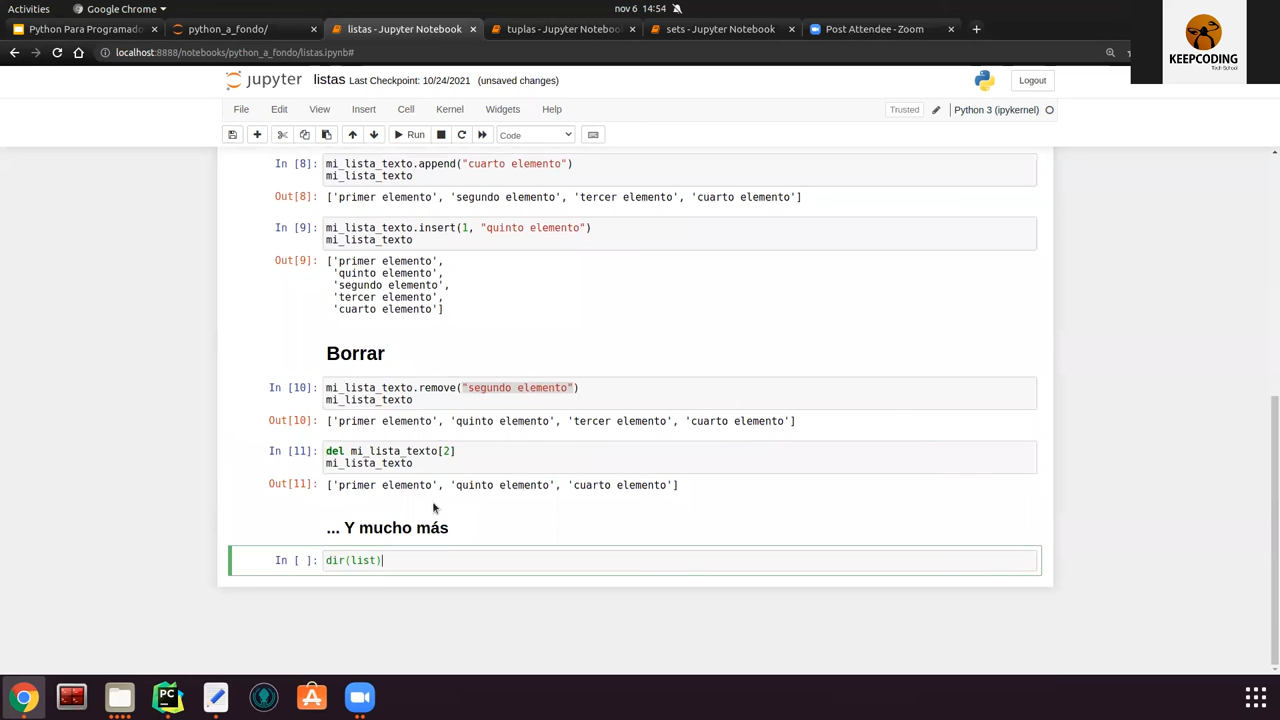 Activities
Google Chrome
nov 6 14:54
Python Para Programado
python_a_fondo/
listas - Jupyter Notebook
tuplas - Jupyter Notebook
sets - Jupyter Notebook
Post Attendee - Zoom
localhost:8888/notebooks/python_a_fondo/listas.ipynb#
KEEPCODING
Tech School
jupyter listas Last Checkpoint: 10/24/2021 (unsaved changes)
Logout
File Edit View Insert Cell Kernel Widgets Help
Trusted
Python 3 (ipykernel)
Run
Code
In [8]: mi_lista_texto.append("cuarto elemento")
mi_lista_texto
Out[8]: ['primer elemento', 'segundo elemento', 'tercer elemento', 'cuarto elemento']
In [9]: mi_lista_texto.insert(1, "quinto elemento")
mi_lista_texto
Out[9]: ['primer elemento',
'quinto elemento',
'segundo elemento',
'tercer elemento',
'cuarto elemento']
Borrar
In [10]: mi_lista_texto.remove("segundo elemento")
mi_lista_texto
Out[10]: ['primer elemento', 'quinto elemento', 'tercer elemento', 'cuarto elemento']
In [11]: del mi_lista_texto[2]
mi_lista_texto
Out[11]: ['primer elemento', 'quinto elemento', 'cuarto elemento']
... Y mucho más
In [ ]: dir(list)
PC